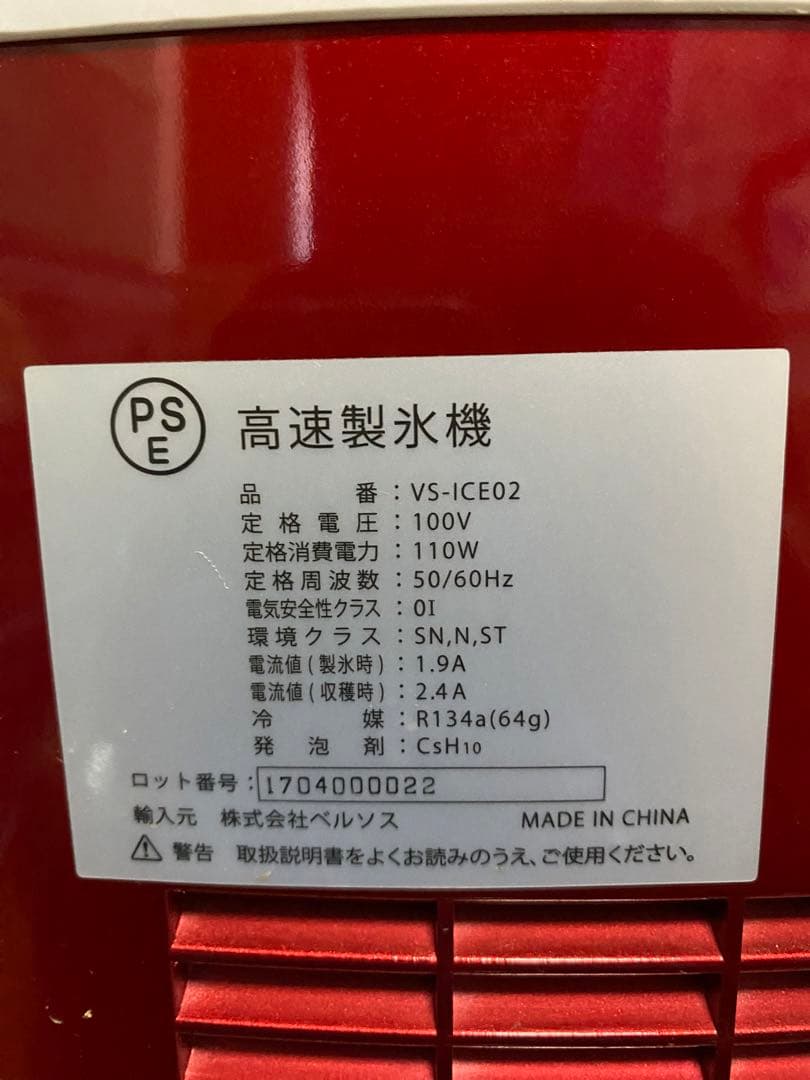 PS
E
高速製氷機
品番：VS-ICE02
定格電圧：100V
定格消費電力：110W
定格周波数：50/60Hz
電気安全性クラス：0I
環境クラス：SN,N,ST
電流値(製氷時)：1.9A
電流値(収穫時)：2.4A
冷媒：R134a(64g)
発泡剤：CsH10
ロット番号：1704000022
輸入元 株式会社ベルソス MADE IN CHINA
警告 取扱説明書をよくお読みのうえ、ご使用ください。